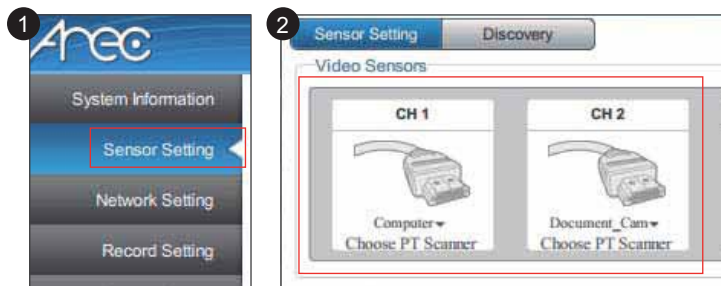 1
Arec
System Information
Sensor Setting
Network Setting
Record Setting
2
Sensor Setting Discovery
Video Sensors
CH 1 CH 2
Computer Document_Cam
Choose PT Scanner Choose PT Scanner